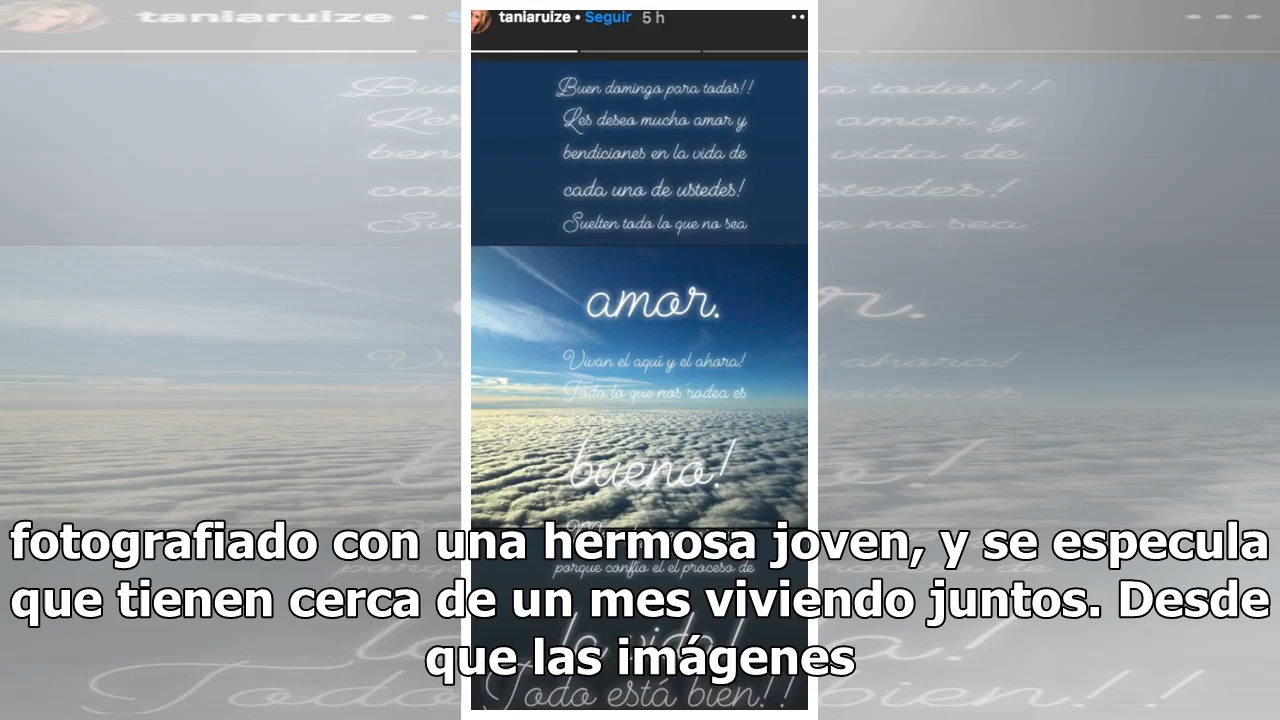 taniaruize • Seguir 5 h
Buen domingo para todos!!
Les deseo mucho amor y
bendiciones en la vida de
cada uno de ustedes!
Suelten todo lo que no sea
amor.
Vivan el aquí y el ahora!
Todo lo que nos rodea es
bueno!
porque confío el el proceso de
la vida!
Todo está bien!!
fotografiado con una hermosa joven, y se especula
que tienen cerca de un mes viviendo juntos. Desde
que las imágenes